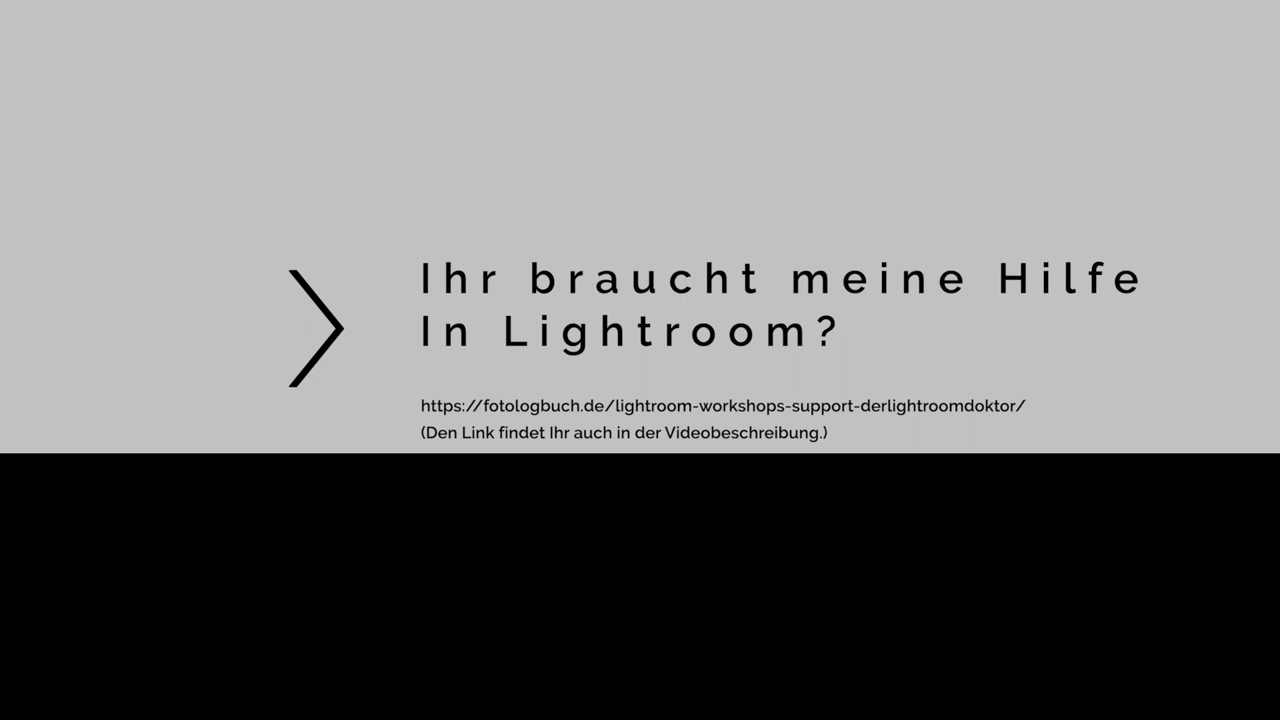 Ihr braucht meine Hilfe
In Lightroom?
https://fotologbuch.de/lightroom-workshops-support-derlightroomdoktor/
(Den Link findet Ihr auch in der Videobeschreibung.)